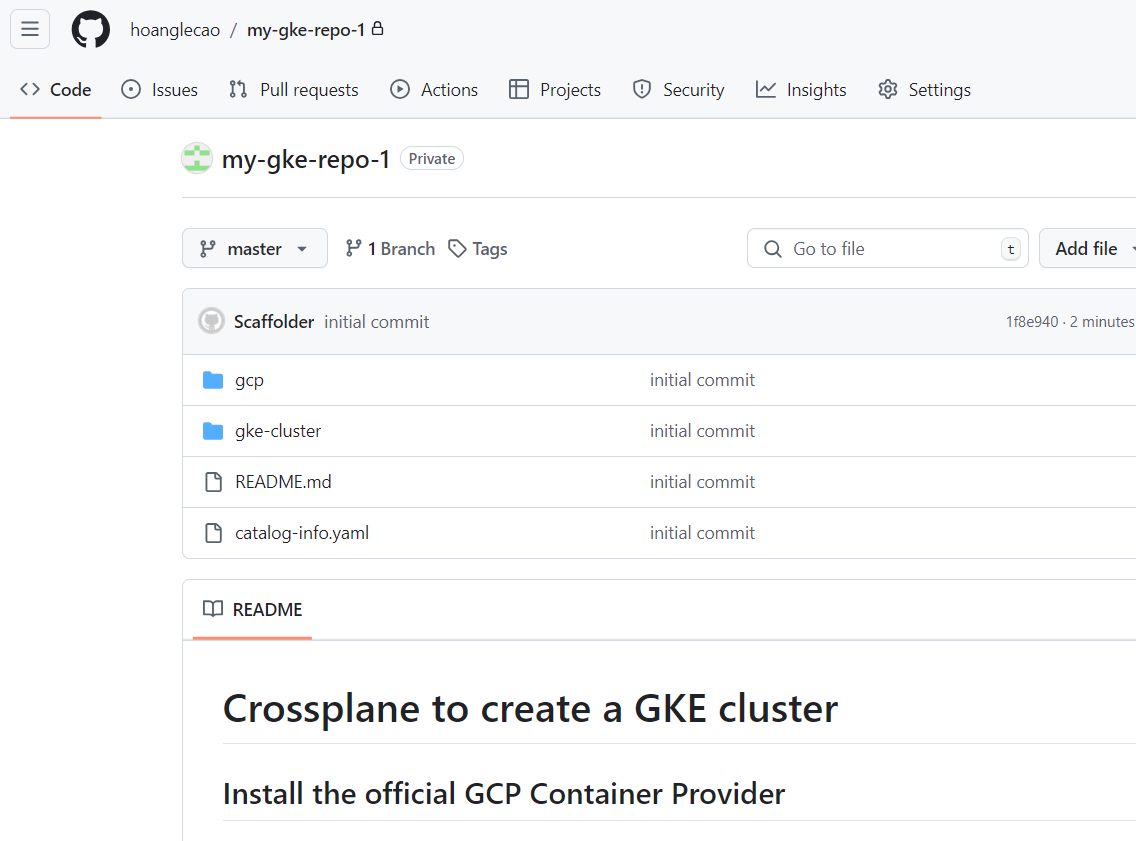 hoanglecao / my-gke-repo-1
Code Issues Pull requests Actions Projects Security Insights Settings
my-gke-repo-1 Private
master 1 Branch Tags Go to file t Add file
Scaffolder initial commit 1f8e940 · 2 minutes
gcp initial commit
gke-cluster initial commit
README.md initial commit
catalog-info.yaml initial commit
README
Crossplane to create a GKE cluster
Install the official GCP Container Provider